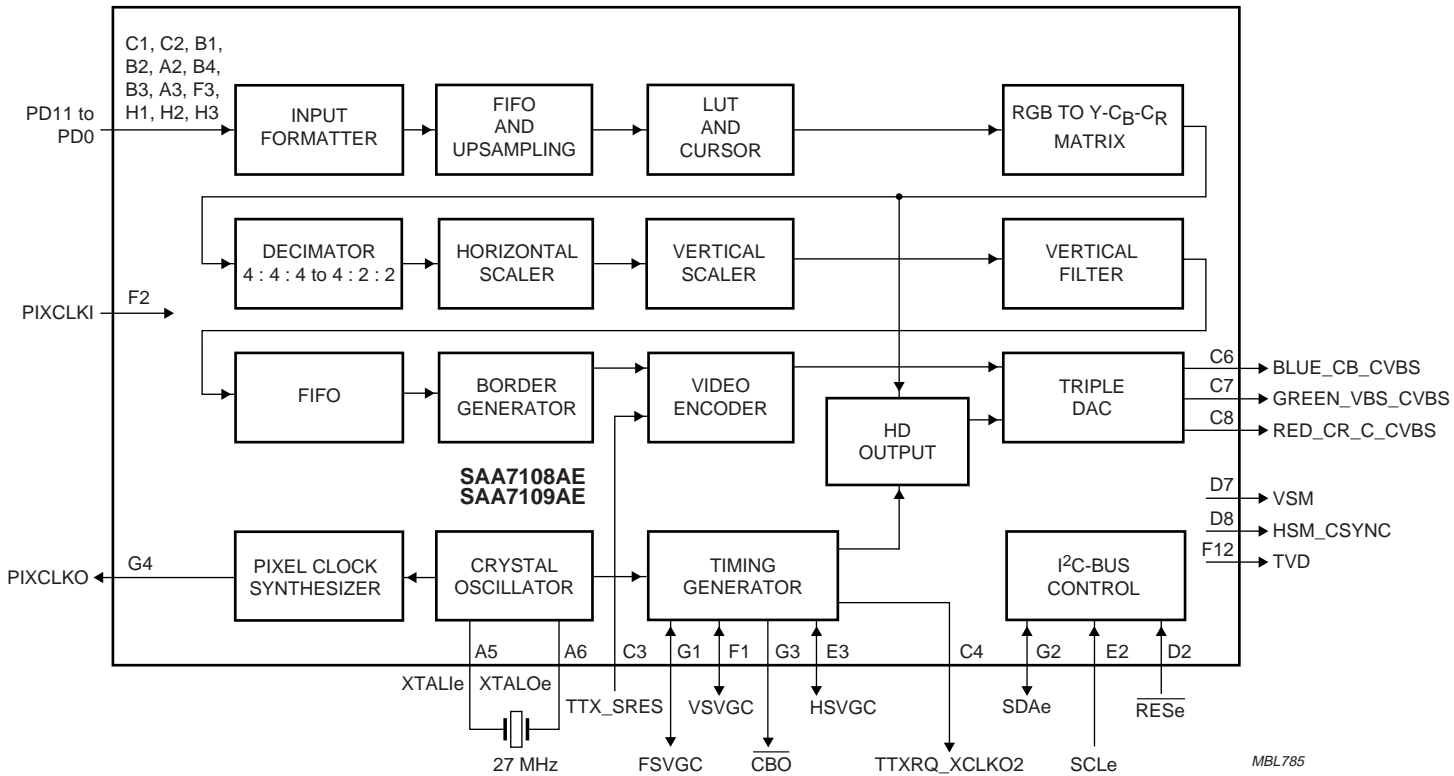 C1, C2, B1,
B2, A2, B4,
B3, A3, F3,
H1, H2, H3
PD11 to
PD0
INPUT
FORMATTER
FIFO
AND
UPSAMPLING
LUT
AND
CURSOR
RGB TO Y-CB-CR
MATRIX
DECIMATOR
4 : 4 : 4 to 4 : 2 : 2
HORIZONTAL
SCALER
VERTICAL
SCALER
VERTICAL
FILTER
PIXCLKI
F2
FIFO
BORDER
GENERATOR
VIDEO
ENCODER
HD
OUTPUT
TRIPLE
DAC
C6
BLUE_CB_CVBS
C7
GREEN_VBS_CVBS
C8
RED_CR_C_CVBS
SAA7108AE
SAA7109AE
D7
VSM
D8
HSM_CSYNC
F12
TVD
PIXCLKO
G4
PIXEL CLOCK
SYNTHESIZER
CRYSTAL
OSCILLATOR
TIMING
GENERATOR
I2C-BUS
CONTROL
A5
A6
C3
G1
F1
G3
E3
C4
G2
E2
D2
XTALIe
XTALOe
TTX_SRES
VSVGC
HSVGC
SDAe
RESe
27 MHz
FSVGC
CBO
TTXRQ_XCLKO2
SCLe
MBL785